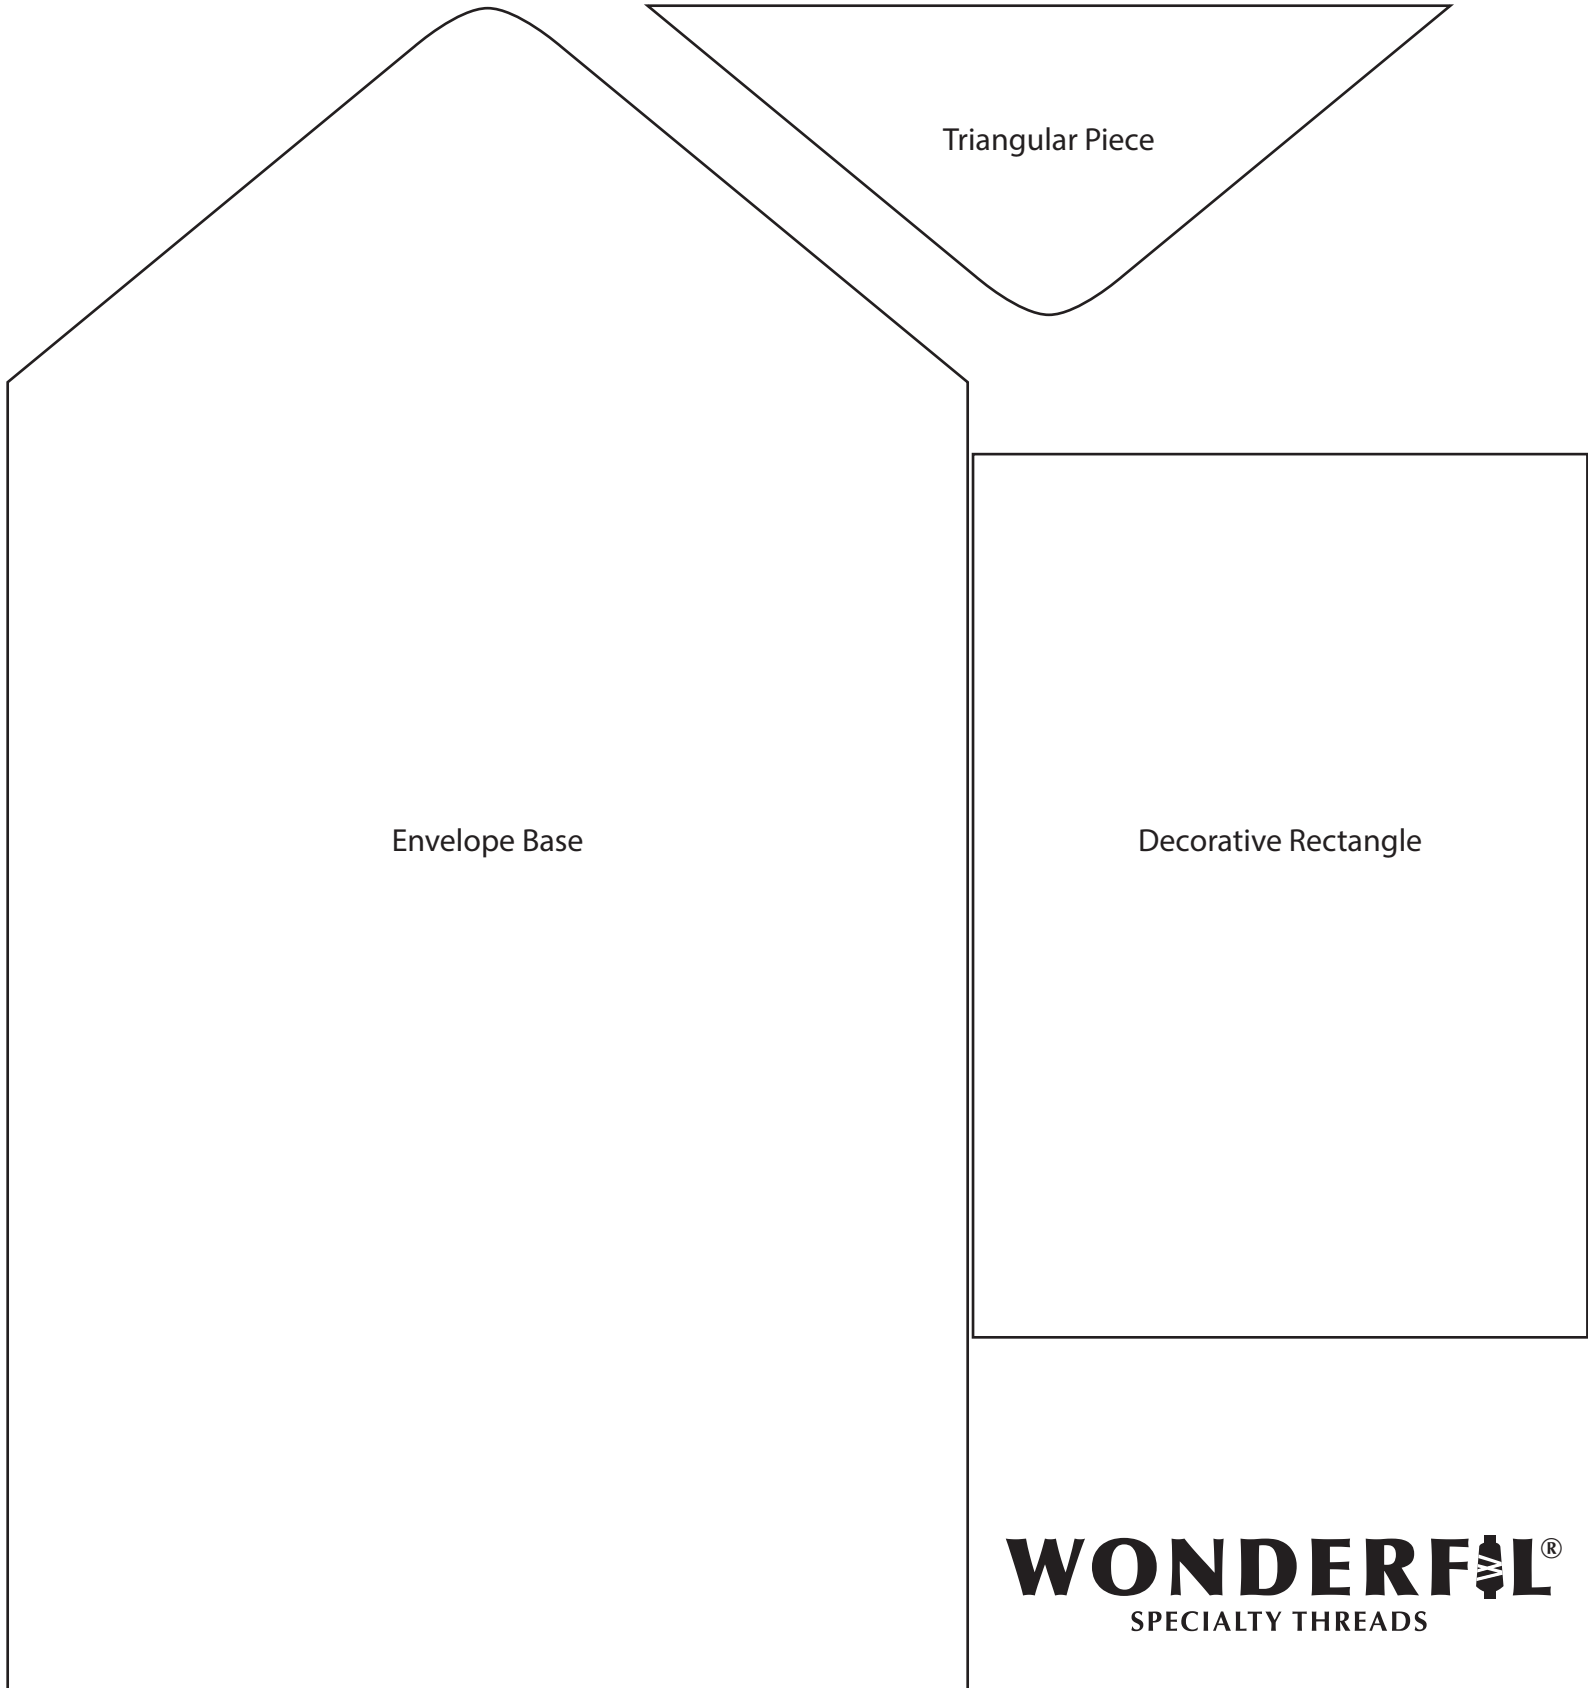 Triangular Piece
Envelope Base
Decorative Rectangle
WONDERFIL®
SPECIALTY THREADS